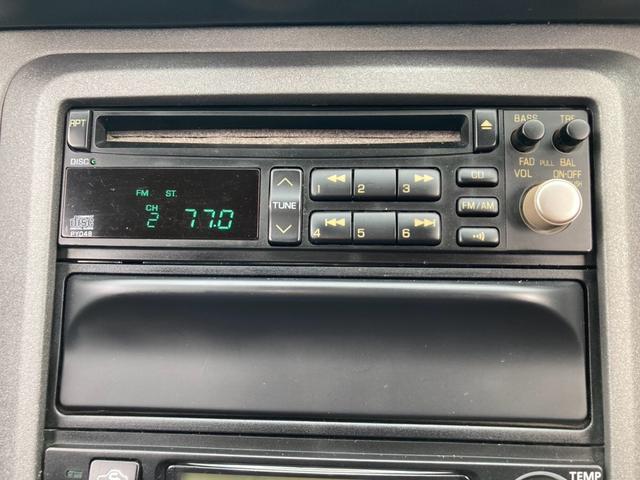 RPT
BASS
TRE
DISC
1
2
3
CD
FAD PULL BAL
VOL ON-OFF
FM ST.
CH
2 77.0
TUNE
FM/AM
4
5
6
DISC
TEMP